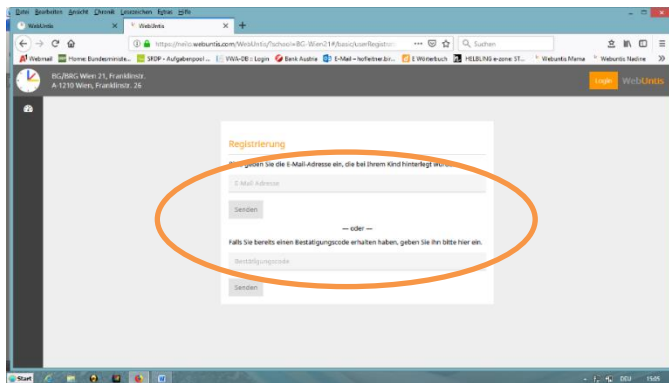 Datei Bearbeiten Ansicht Chronik Lesezeichen Extras Hilfe
WebUntis × WebUntis × +
https://neilo.webuntis.com/WebUntis/?school=BG-Wien21#/basic/userRegistrati ··· Suchen
Webmail Home: Bundesministe... SRDP - Aufgabenpool ... VWA-DB :: Login Bank Austria E-Mail – hofleitner.bir... E Wörterbuch HELBLING e-zone: ST... Webuntis Mama Webuntis Nadine
BG/BRG Wien 21, Franklinstr.
A-1210 Wien, Franklinstr. 26
Login WebUntis
Registrierung
geben Sie die E-Mail-Adresse ein, die bei Ihrem Kind hinterlegt
E-Mail Adresse
Senden
— oder —
Falls Sie bereits einen Bestätigungscode erhalten haben, geben Sie ihn bitte hier ein.
Bestätigungscode
Senden
Start DEU 15:05